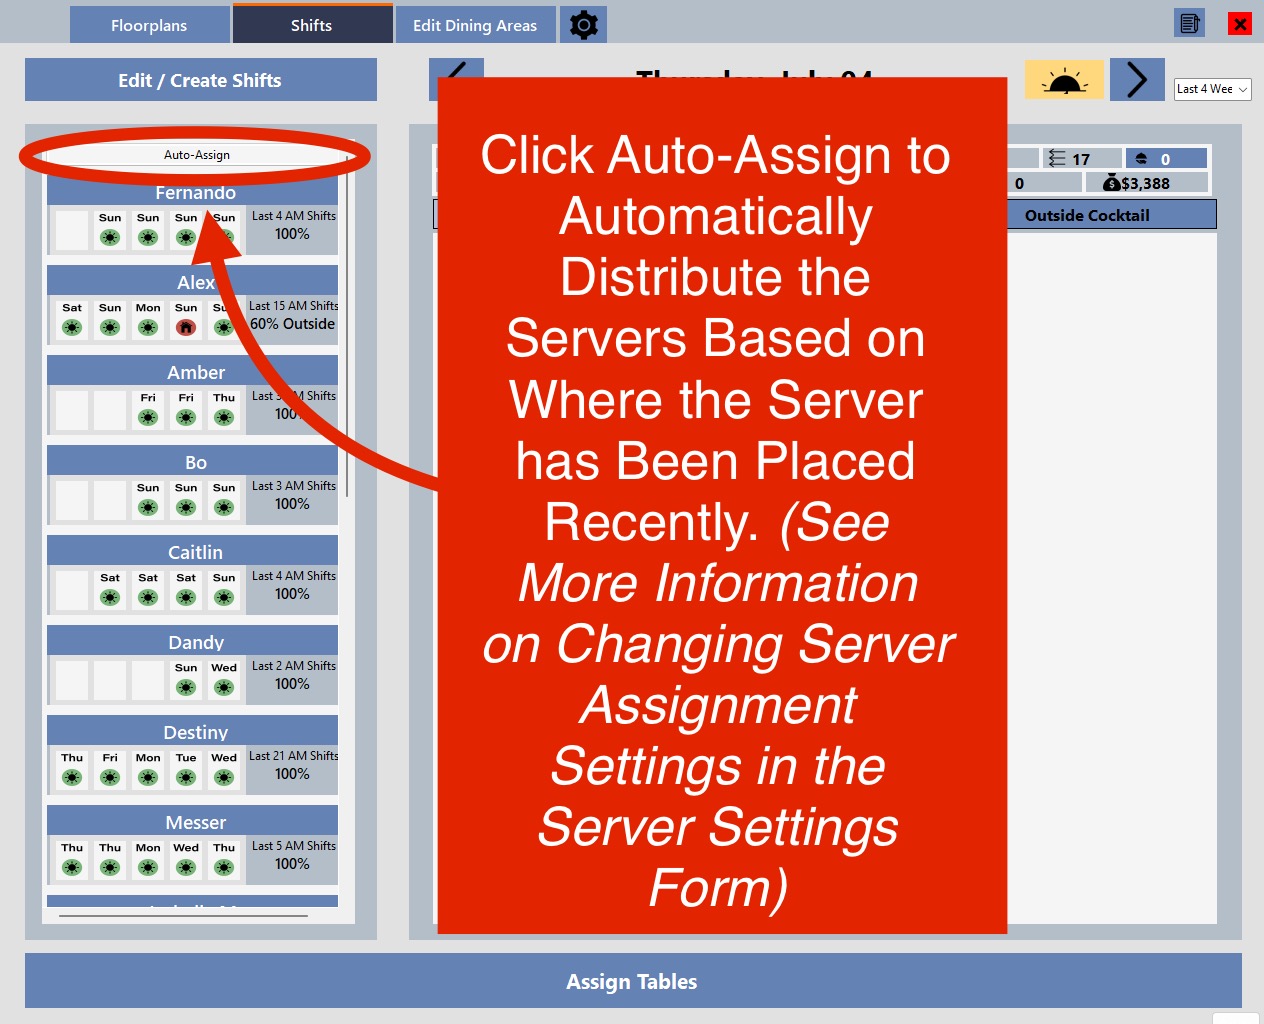 Floorplans
Shifts
Edit Dining Areas
Edit / Create Shifts
Last 4 Wee
Auto-Assign
Fernando
Sun Sun Sun Sun
Last 4 AM Shifts
100%
Alex
Sat Sun Mon Sun
Last 15 AM Shifts
60% Outside
Amber
Fri Fri Thu
Last AM Shifts
Bo
Sun Sun Sun
Last 3 AM Shifts
100%
Caitlin
Sat Sat Sat Sun
Last 4 AM Shifts
100%
Dandy
Sun Wed
Last 2 AM Shifts
100%
Destiny
Thu Fri Mon Tue Wed
Last 21 AM Shifts
100%
Messer
Thu Thu Mon Wed Thu
Last 5 AM Shifts
100%
17
0
0
$3,388
Outside Cocktail
Click Auto-Assign to
Automatically
Distribute the
Servers Based on
Where the Server
has Been Placed
Recently. (See
More Information
on Changing Server
Assignment
Settings in the
Server Settings
Form)
Assign Tables